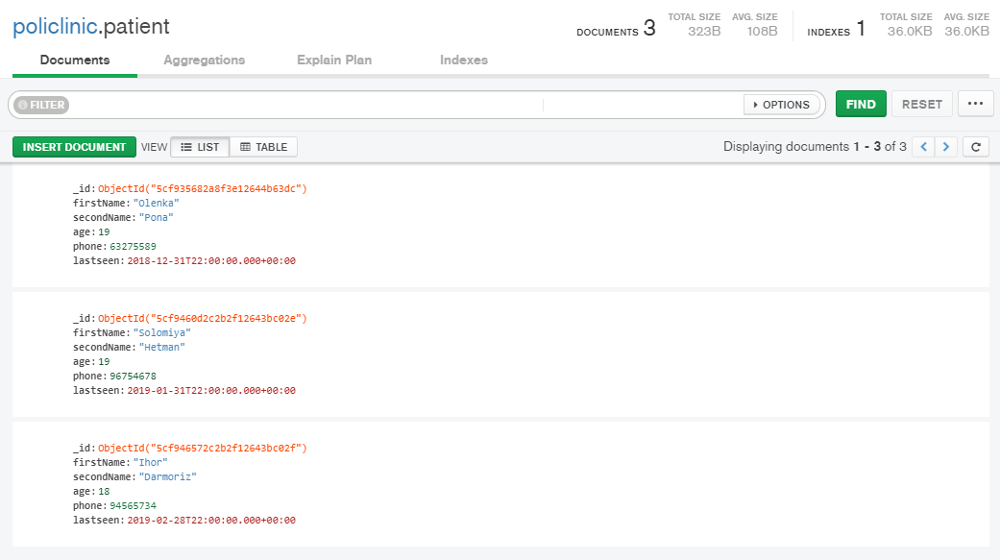 policlinic.patient
DOCUMENTS 3 TOTAL SIZE 323B AVG. SIZE 108B INDEXES 1 TOTAL SIZE 36.0KB AVG. SIZE 36.0KB
Documents Aggregations Explain Plan Indexes
FILTER OPTIONS FIND RESET ...
INSERT DOCUMENT VIEW LIST TABLE Displaying documents 1 - 3 of 3
_id: ObjectId("5cf935682a8f3e12644b63dc")
firstName: "Olenka"
secondName: "Pona"
age: 19
phone: 63275589
lastseen: 2018-12-31T22:00:00.000+00:00
_id: ObjectId("5cf9460d2c2b2f12643bc02e")
firstName: "Solomiya"
secondName: "Hetman"
age: 19
phone: 96754678
lastseen: 2019-01-31T22:00:00.000+00:00
_id: ObjectId("5cf946572c2b2f12643bc02f")
firstName: "Ihor"
secondName: "Darmoriz"
age: 18
phone: 94565734
lastseen: 2019-02-28T22:00:00.000+00:00